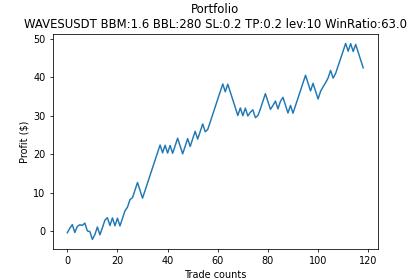 Portfolio
WAVESUSDT BBM:1.6 BBL:280 SL:0.2 TP:0.2 lev:10 WinRatio:63.0
50
40
30
20
10
0
Profit ($)
0 20 40 60 80 100 120
Trade counts